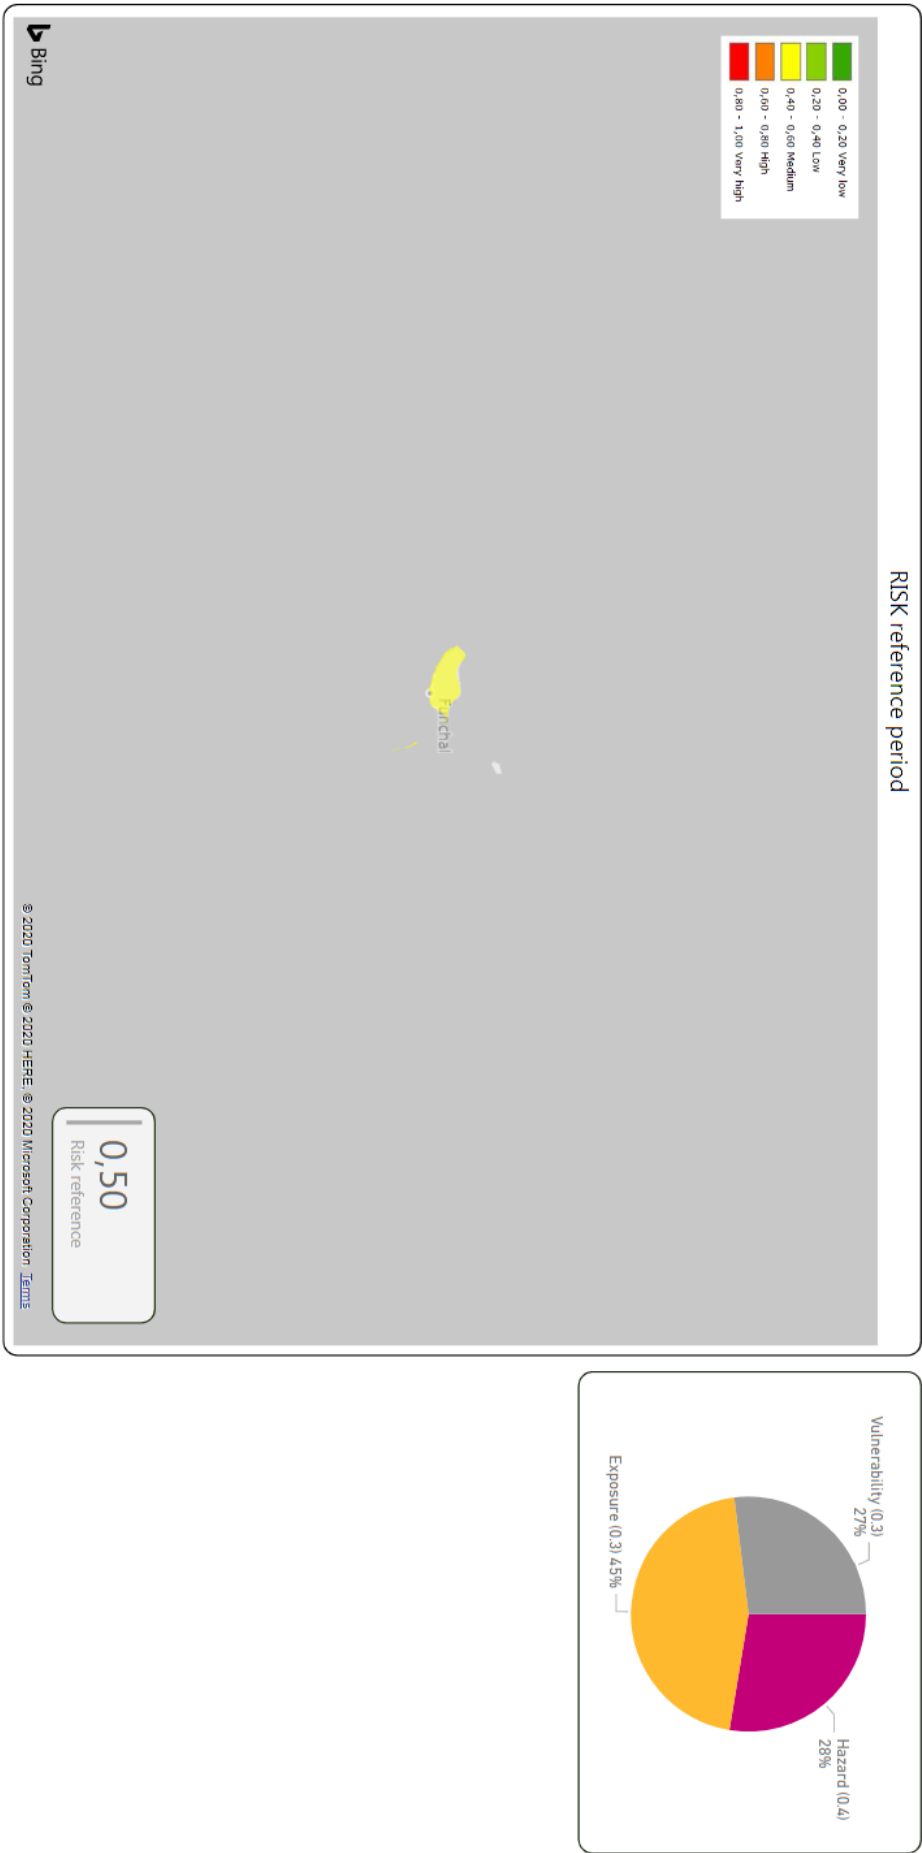 RISK reference period
0,00 - 0,20 Very low
0,20 - 0,40 Low
0,40 - 0,60 Medium
0,60 - 0,80 High
0,80 - 1,00 Very high
Funchal
0,50
Risk reference
Bing
© 2020 TomTom © 2020 HERE, © 2020 Microsoft Corporation Terms
Vulnerability (0.3)
27%
Hazard (0.4)
28%
Exposure (0.3) 45%